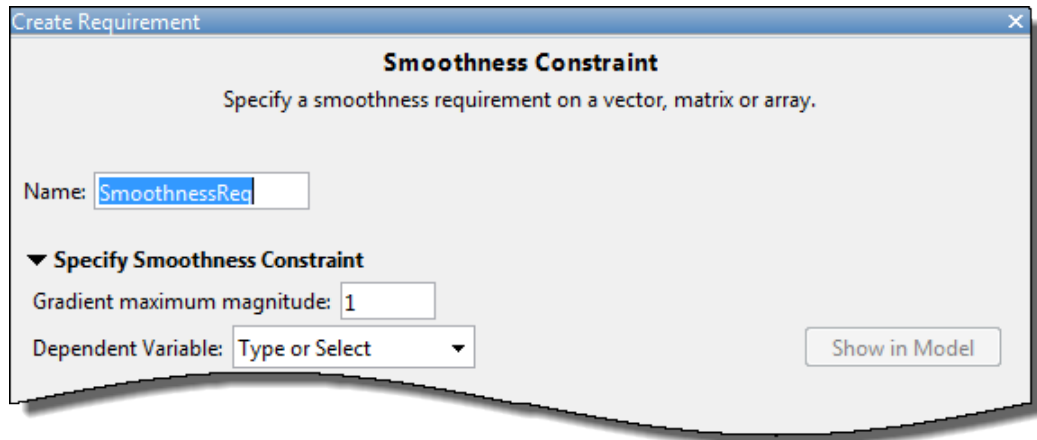 Create Requirement
Smoothness Constraint
Specify a smoothness requirement on a vector, matrix or array.
Name: SmoothnessReq
Specify Smoothness Constraint
Gradient maximum magnitude: 1
Dependent Variable: Type or Select Show in Model